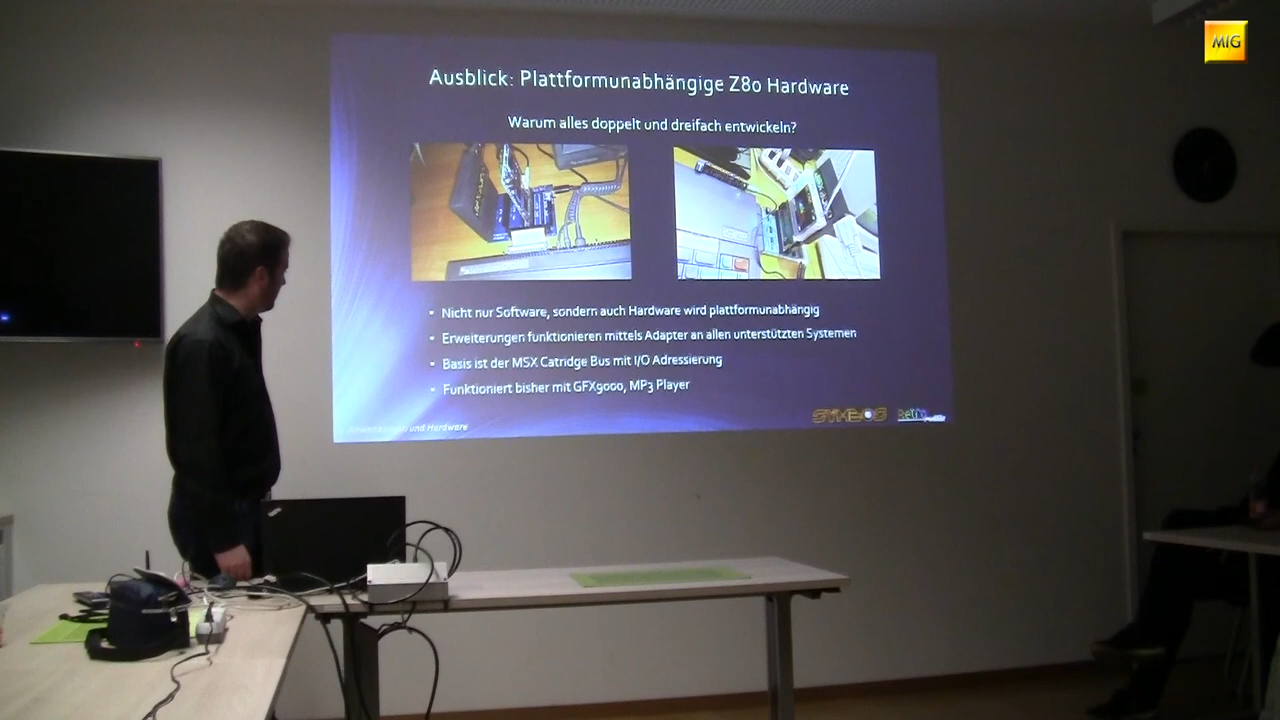 MIG
Ausblick: Plattformunabhängige Z80 Hardware
Warum alles doppelt und dreifach entwickeln?
▪ Nicht nur Software, sondern auch Hardware wird plattformunabhängig
▪ Erweiterungen funktionieren mittels Adapter an allen unterstützten Systemen
▪ Basis ist der MSX Catridge Bus mit I/O Adressierung
▪ Funktioniert bisher mit GFX9000, MP3 Player
SYMBOS
und Hardware